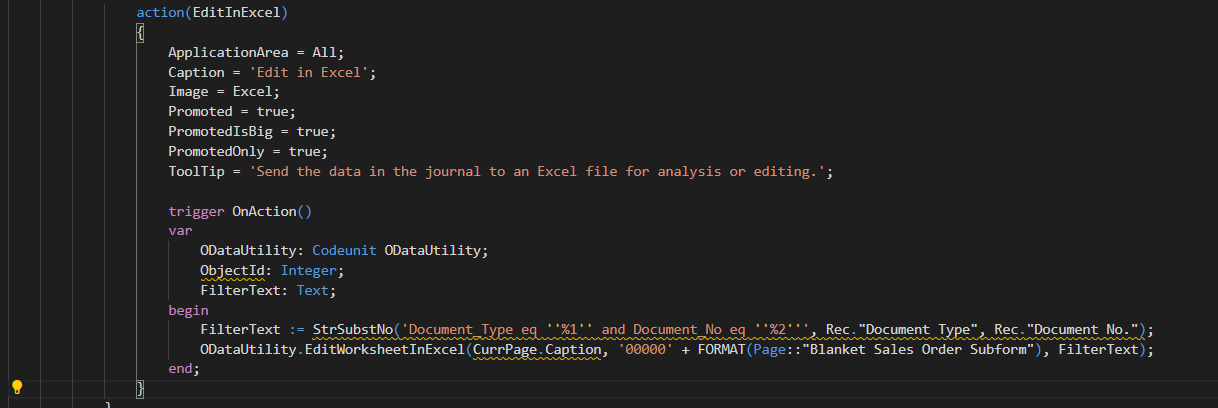 action(EditInExcel)
{
ApplicationArea = All;
Caption = 'Edit in Excel';
Image = Excel;
Promoted = true;
PromotedIsBig = true;
PromotedOnly = true;
ToolTip = 'Send the data in the journal to an Excel file for analysis or editing.';
trigger OnAction()
var
ODataUtility: Codeunit ODataUtility;
ObjectId: Integer;
FilterText: Text;
begin
FilterText := StrSubstNo('Document_Type eq ''%1'' and Document_No eq ''%2''', Rec."Document Type", Rec."Document No.");
ODataUtility.EditWorksheetInExcel(CurrPage.Caption, '00000' + FORMAT(Page::"Blanket Sales Order Subform"), FilterText);
end;
}